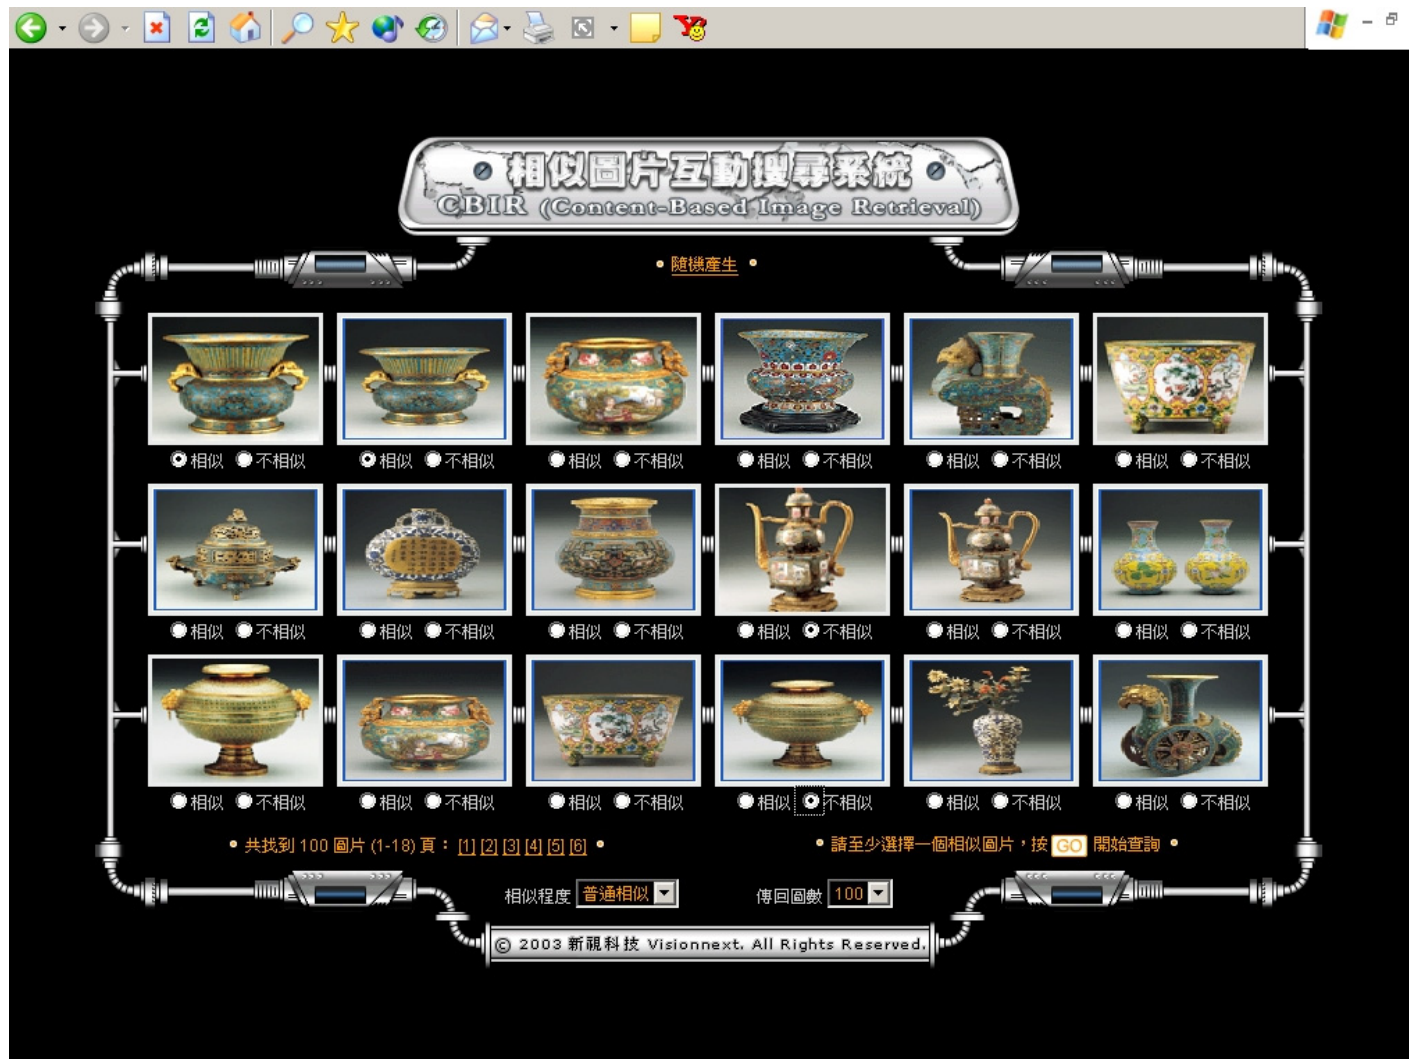 相似圖片互動搜尋系統
CBIR (Content-Based Image Retrieval)
隨機產生
相似 不相似 相似 不相似 相似 不相似 相似 不相似 相似 不相似 相似 不相似
相似 不相似 相似 不相似 相似 不相似 相似 不相似 相似 不相似 相似 不相似
相似 不相似 相似 不相似 相似 不相似 相似 不相似 相似 不相似 相似 不相似
共找到 100 圖片 (1-18) 頁： [1] [2] [3] [4] [5] [6] 請至少選擇一個相似圖片，按 GO 開始查詢
相似程度 普通相似 傳回圖數 100
© 2003 新視科技 Visionnext. All Rights Reserved.